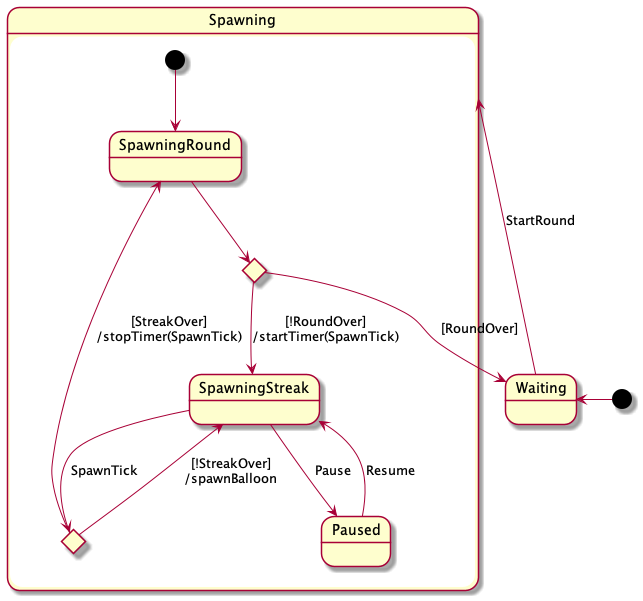 Spawning
SpawningRound
StartRound
[StreakOver]
/stopTimer(SpawnTick)
[!RoundOver]
/startTimer(SpawnTick)
[RoundOver]
SpawningStreak
Waiting
SpawnTick
[!StreakOver]
/spawnBalloon
Pause
Resume
Paused